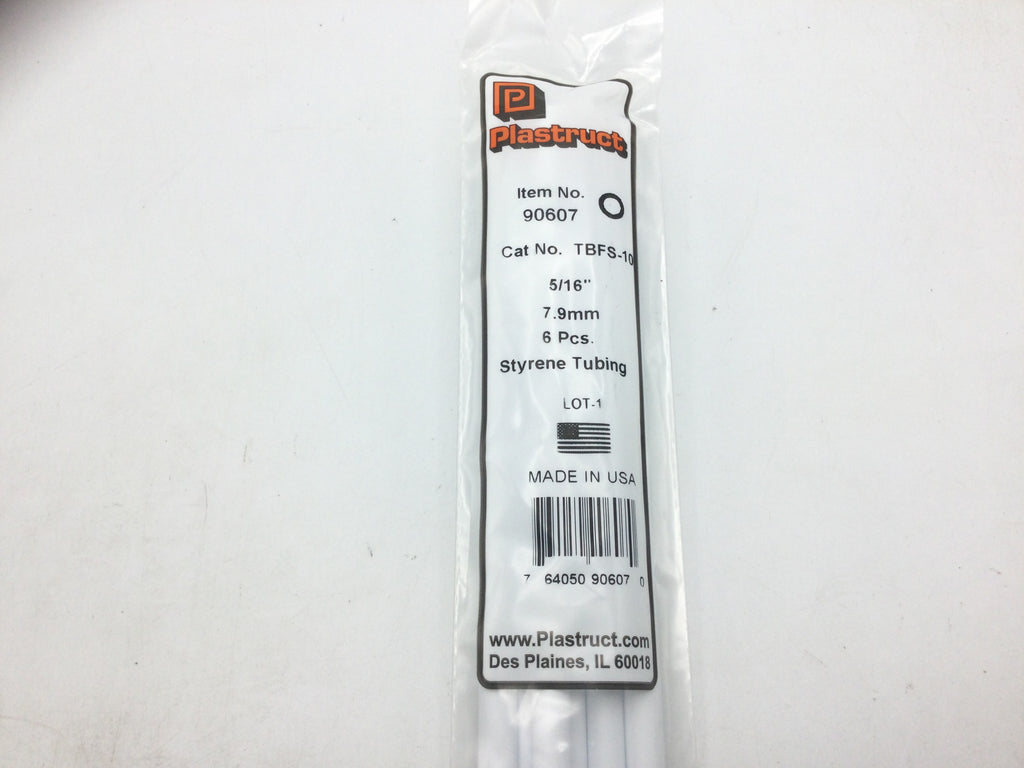 P
Plastruct
Item No.
90607
Cat No. TBFS-10
5/16"
7.9mm
6 Pcs.
Styrene Tubing
LOT-1
MADE IN USA
7 64050 90607 0
www.Plastruct.com
Des Plaines, IL 60018